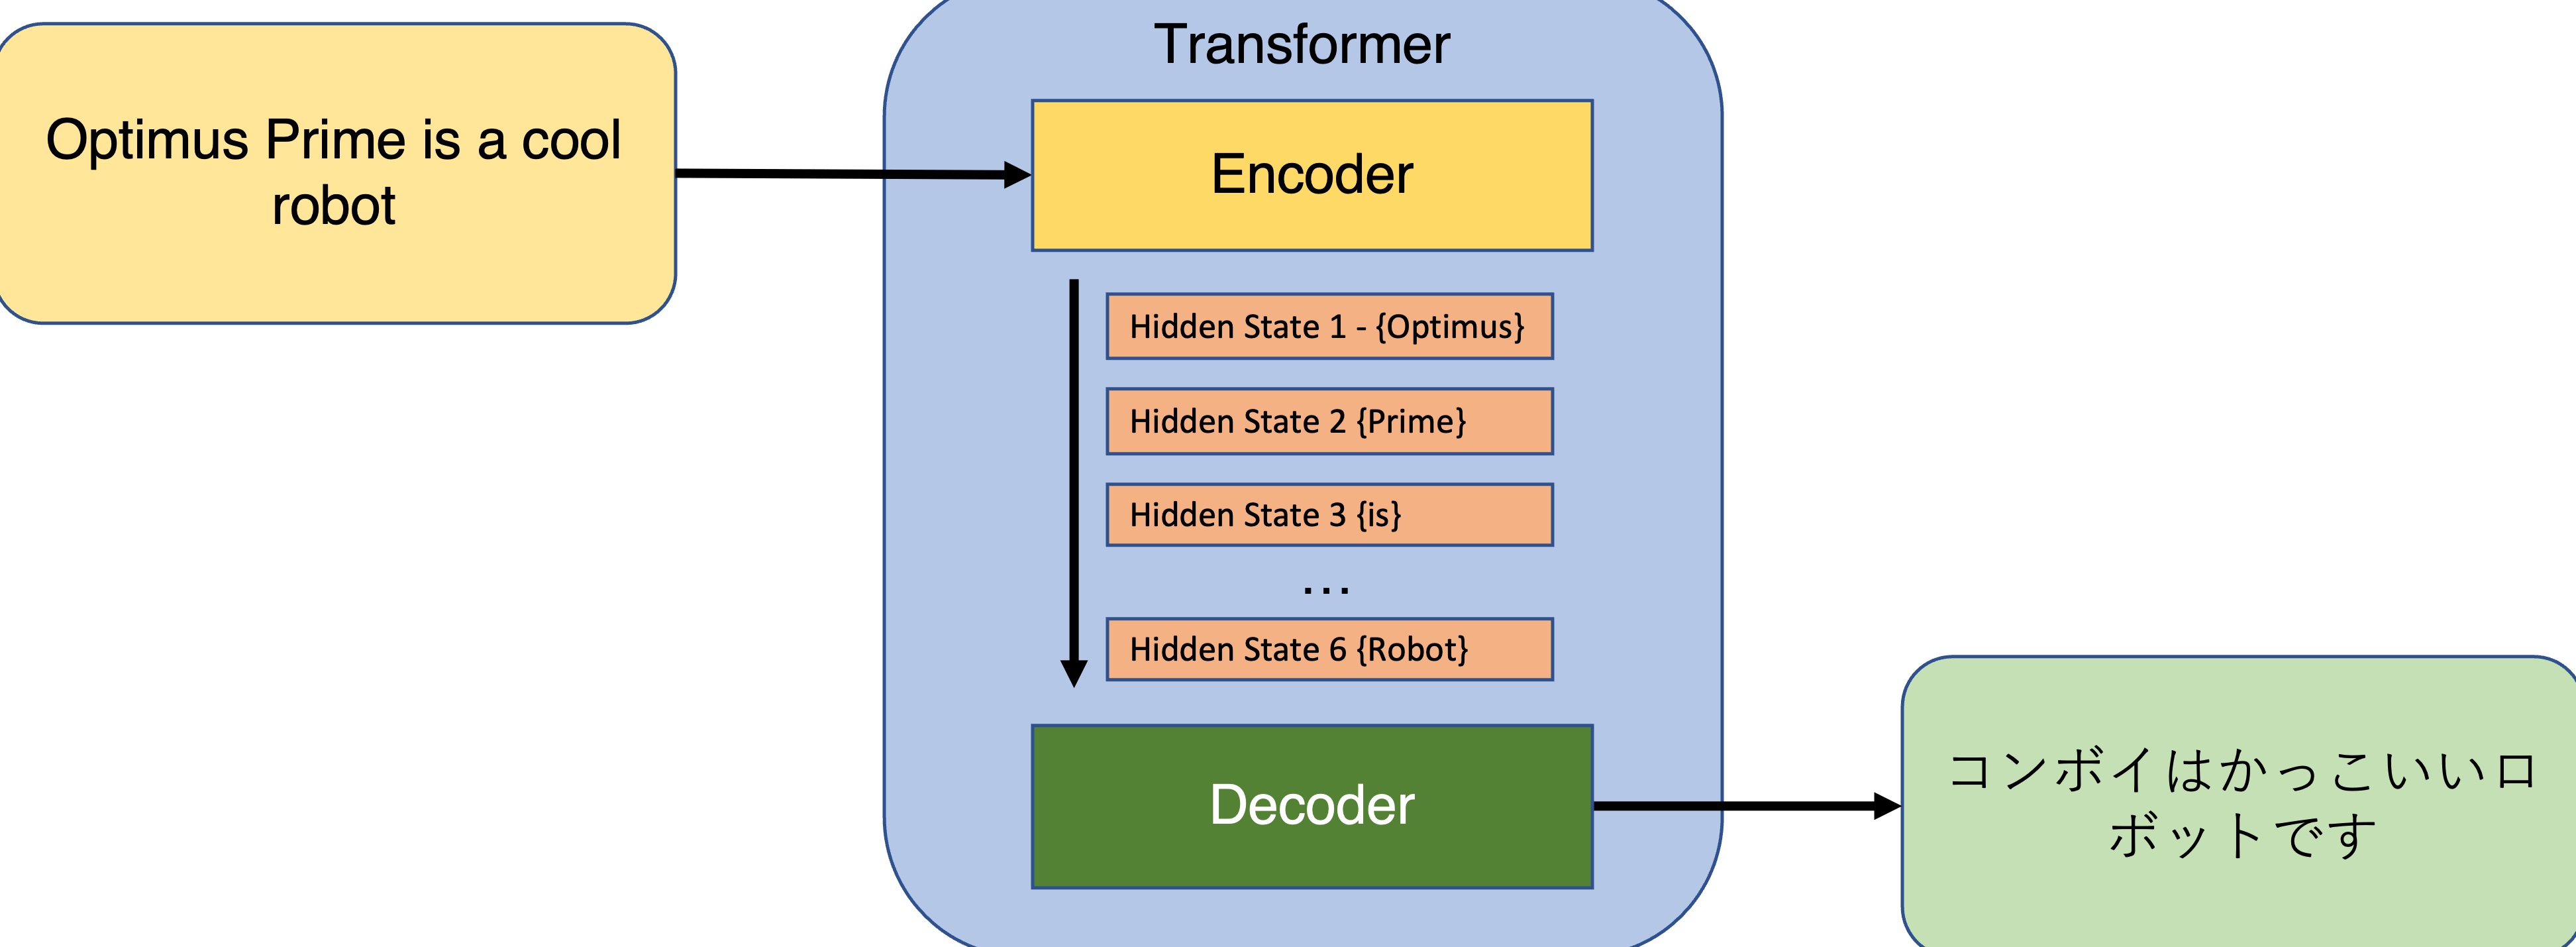 Transformer
Optimus Prime is a cool
robot
Encoder
Hidden State 1 - {Optimus}
Hidden State 2 {Prime}
Hidden State 3 {is}
...
Hidden State 6 {Robot}
Decoder
コンボイはかっこいいロ
ボットです